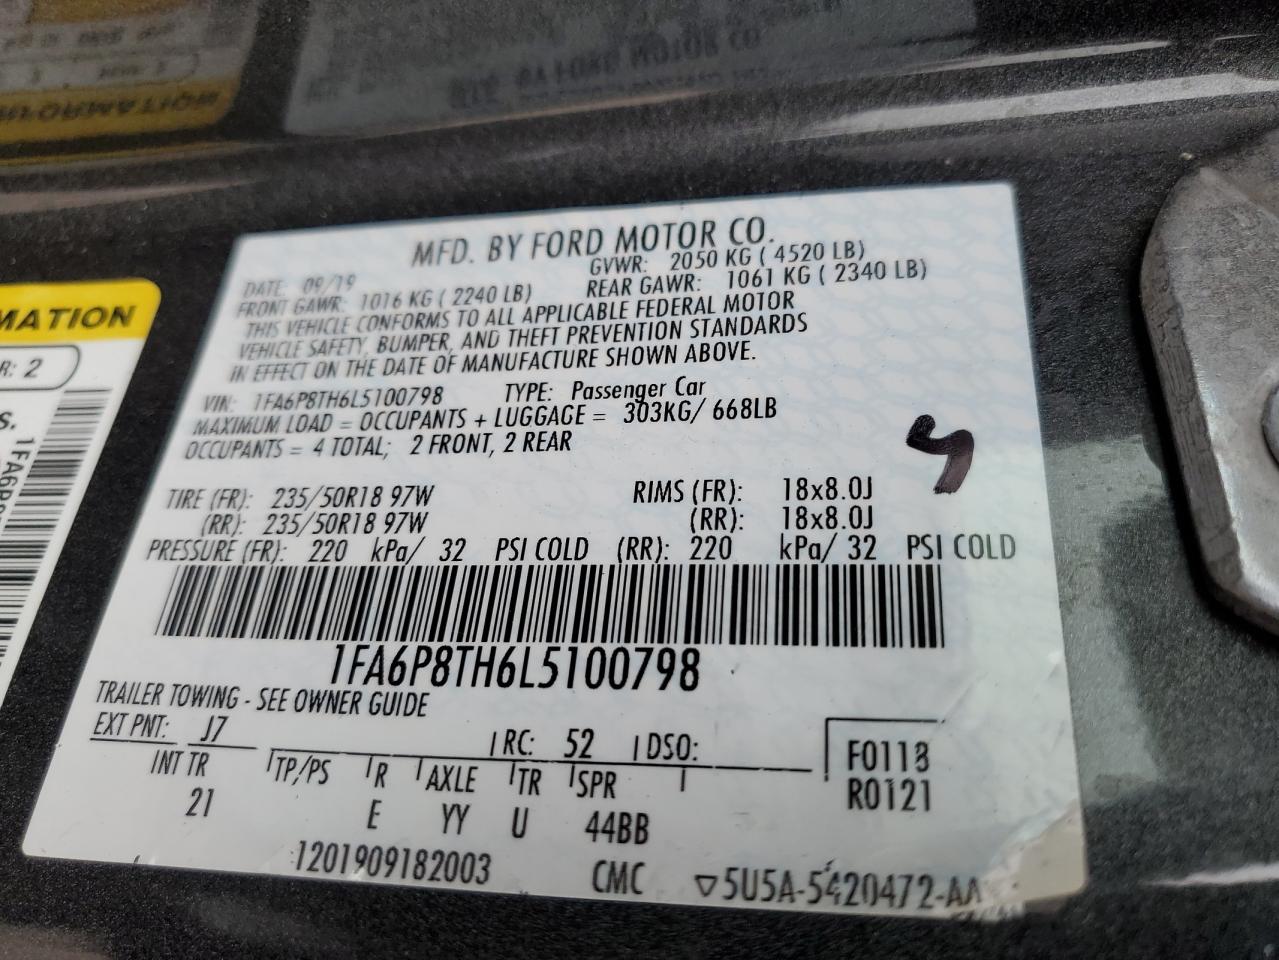 MFD. BY FORD MOTOR CO.
DATE: 09/19 GVWR: 2050 KG ( 4520 LB)
FRONT GAWR: 1016 KG ( 2240 LB) REAR GAWR: 1061 KG ( 2340 LB)
THIS VEHICLE CONFORMS TO ALL APPLICABLE FEDERAL MOTOR
VEHICLE SAFETY, BUMPER, AND THEFT PREVENTION STANDARDS
IN EFFECT ON THE DATE OF MANUFACTURE SHOWN ABOVE.
VIN: 1FA6P8TH6L5100798 TYPE: Passenger Car
MAXIMUM LOAD = OCCUPANTS + LUGGAGE = 303KG/ 668LB
OCCUPANTS = 4 TOTAL; 2 FRONT, 2 REAR
TIRE (FR): 235/50R18 97W RIMS (FR): 18x8.0J
(RR): 235/50R18 97W (RR): 18x8.0J
PRESSURE (FR): 220 kPa/ 32 PSI COLD (RR): 220 kPa/ 32 PSI COLD
1FA6P8TH6L5100798
TRAILER TOWING - SEE OWNER GUIDE
EXT PNT: J7 RC: 52 DSO: F0118
INT TR TP/PS R AXLE TR SPR R0121
21 E YY U 44BB
1201909182003 CMC ▽5U5A-5420472-AA
MATION
R: 2
S.